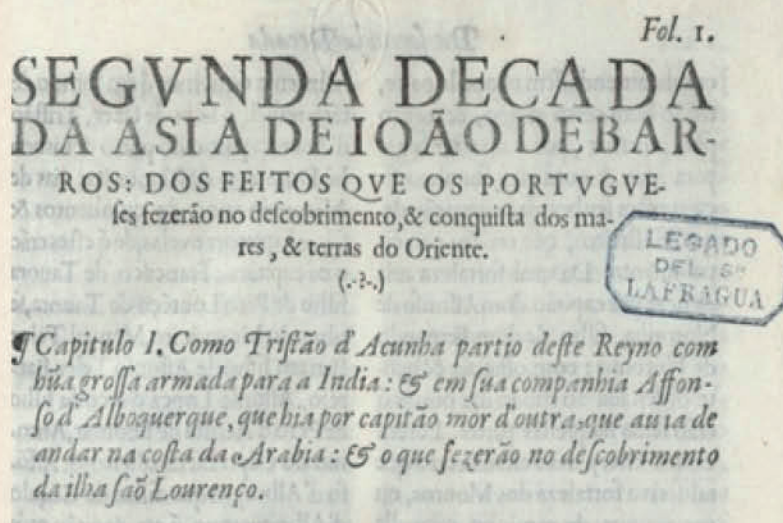 Fol. 1.
SEGVNDA DECADA
DA ASIA DE IOÃO DE BAR-
ROS: DOS FEITOS QVE OS PORTVGVE-
ſes fezerão no deſcobrimento, & conquiſta dos ma-
res, & terras do Oriente.
(.·?·.)
LEGADO
DEL Sr
LAFRAGUA
¶ Capitulo I. Como Triſtão d' Acunha partio deſte Reyno com
hũa groſſa armada para a India: & em ſua companhia Affon-
ſo d' Alboquerque, que hia por capitão mor d'outra, que auia de
andar na coſta da Arabia: & o que fezerão no deſcobrimento
da ilha ſaõ Lourenço.